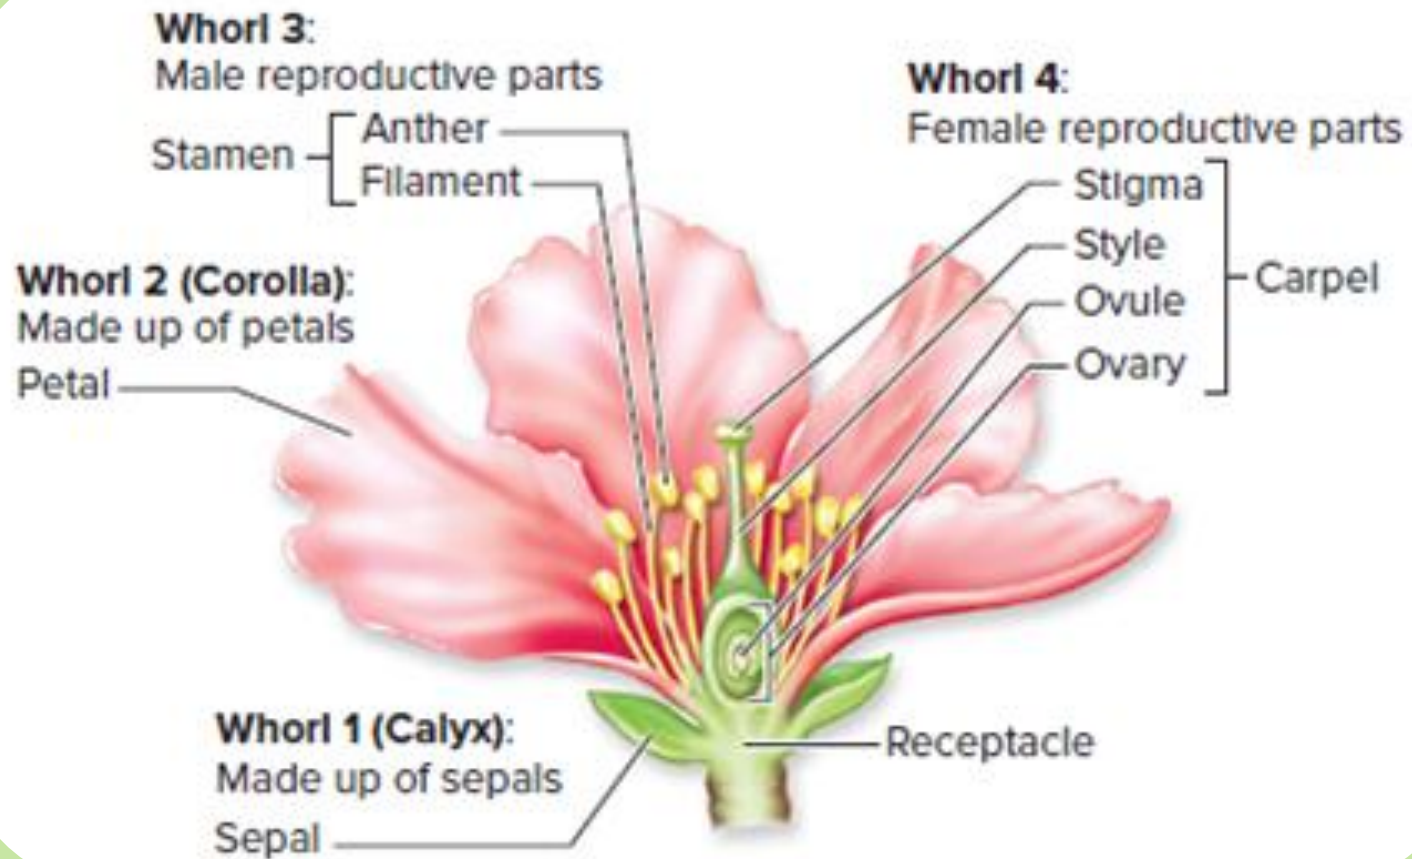 Whorl 3:
Male reproductive parts
Stamen
Anther
Filament
Whorl 4:
Female reproductive parts
Stigma
Style
Ovule
Ovary
Carpel
Whorl 2 (Corolla):
Made up of petals
Petal
Whorl 1 (Calyx):
Made up of sepals
Sepal
Receptacle